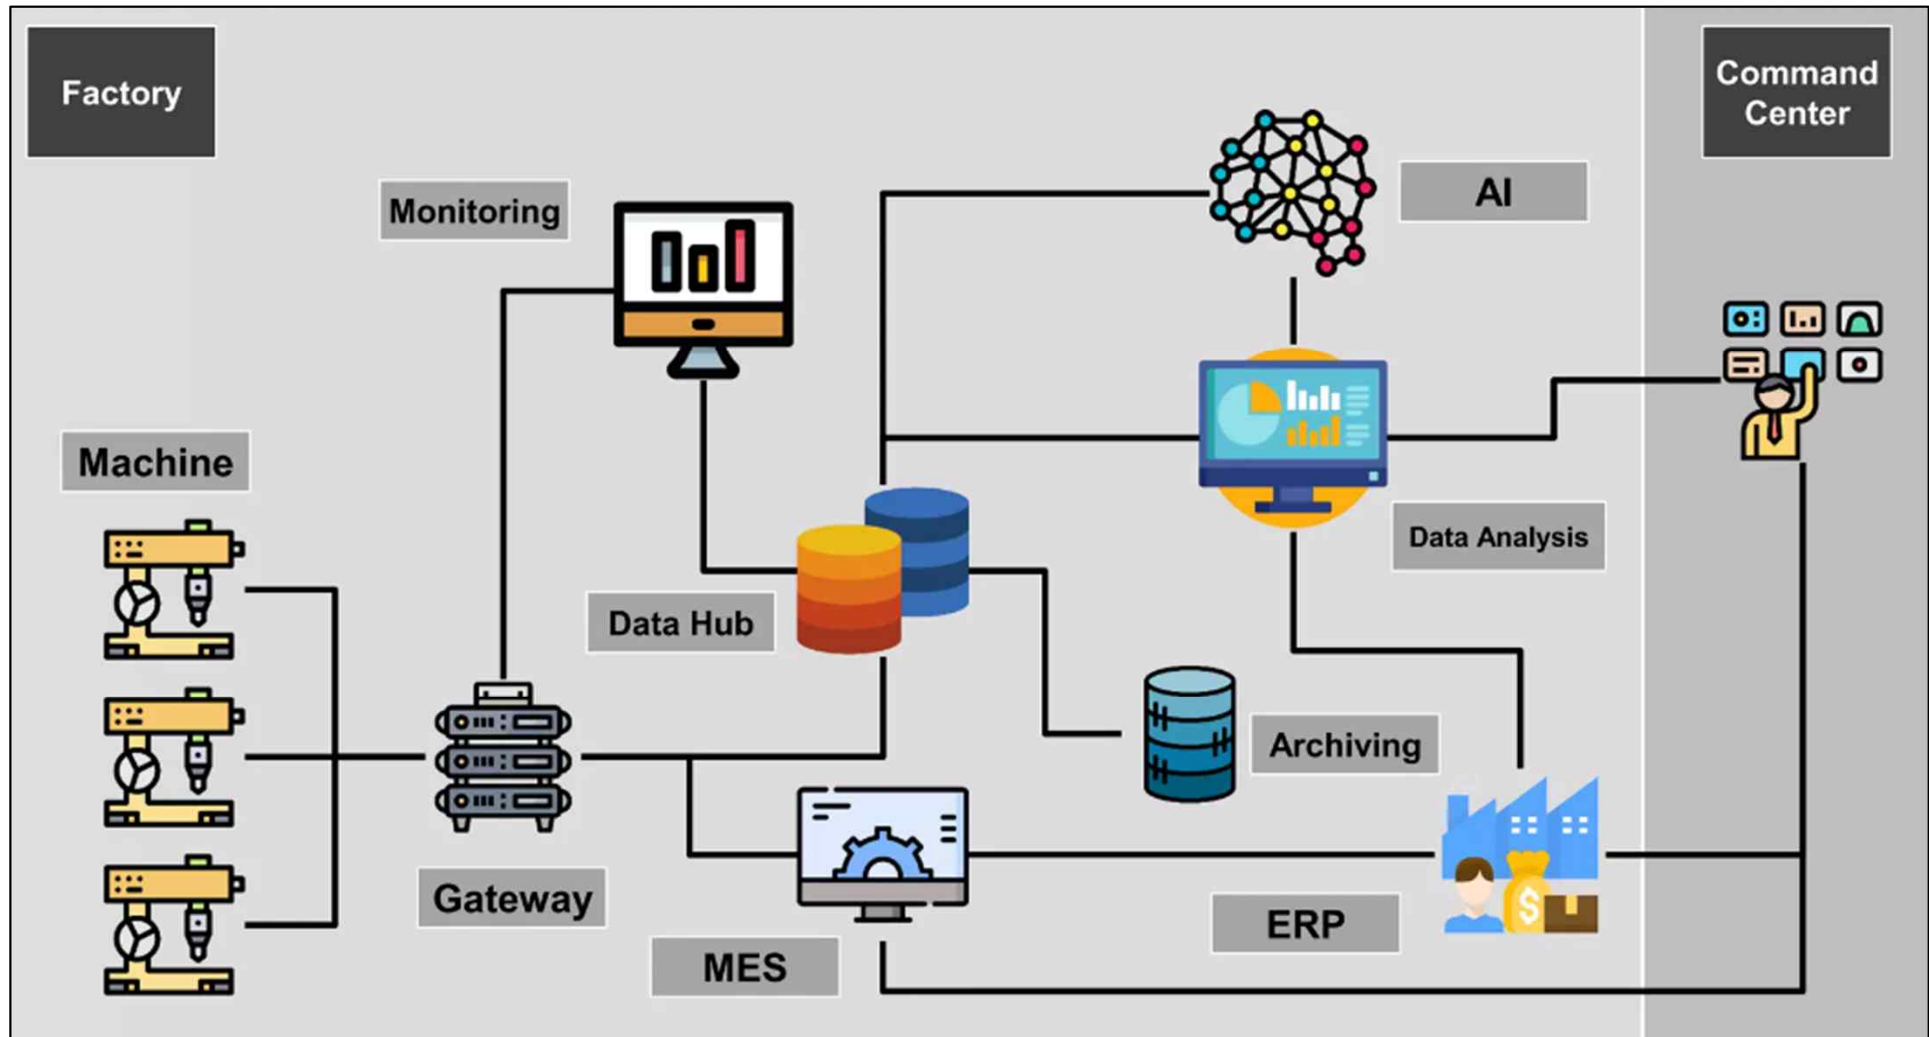 Factory
Command
Center
AI
Monitoring
Machine
Data Analysis
Data Hub
Archiving
Gateway
ERP
MES
$